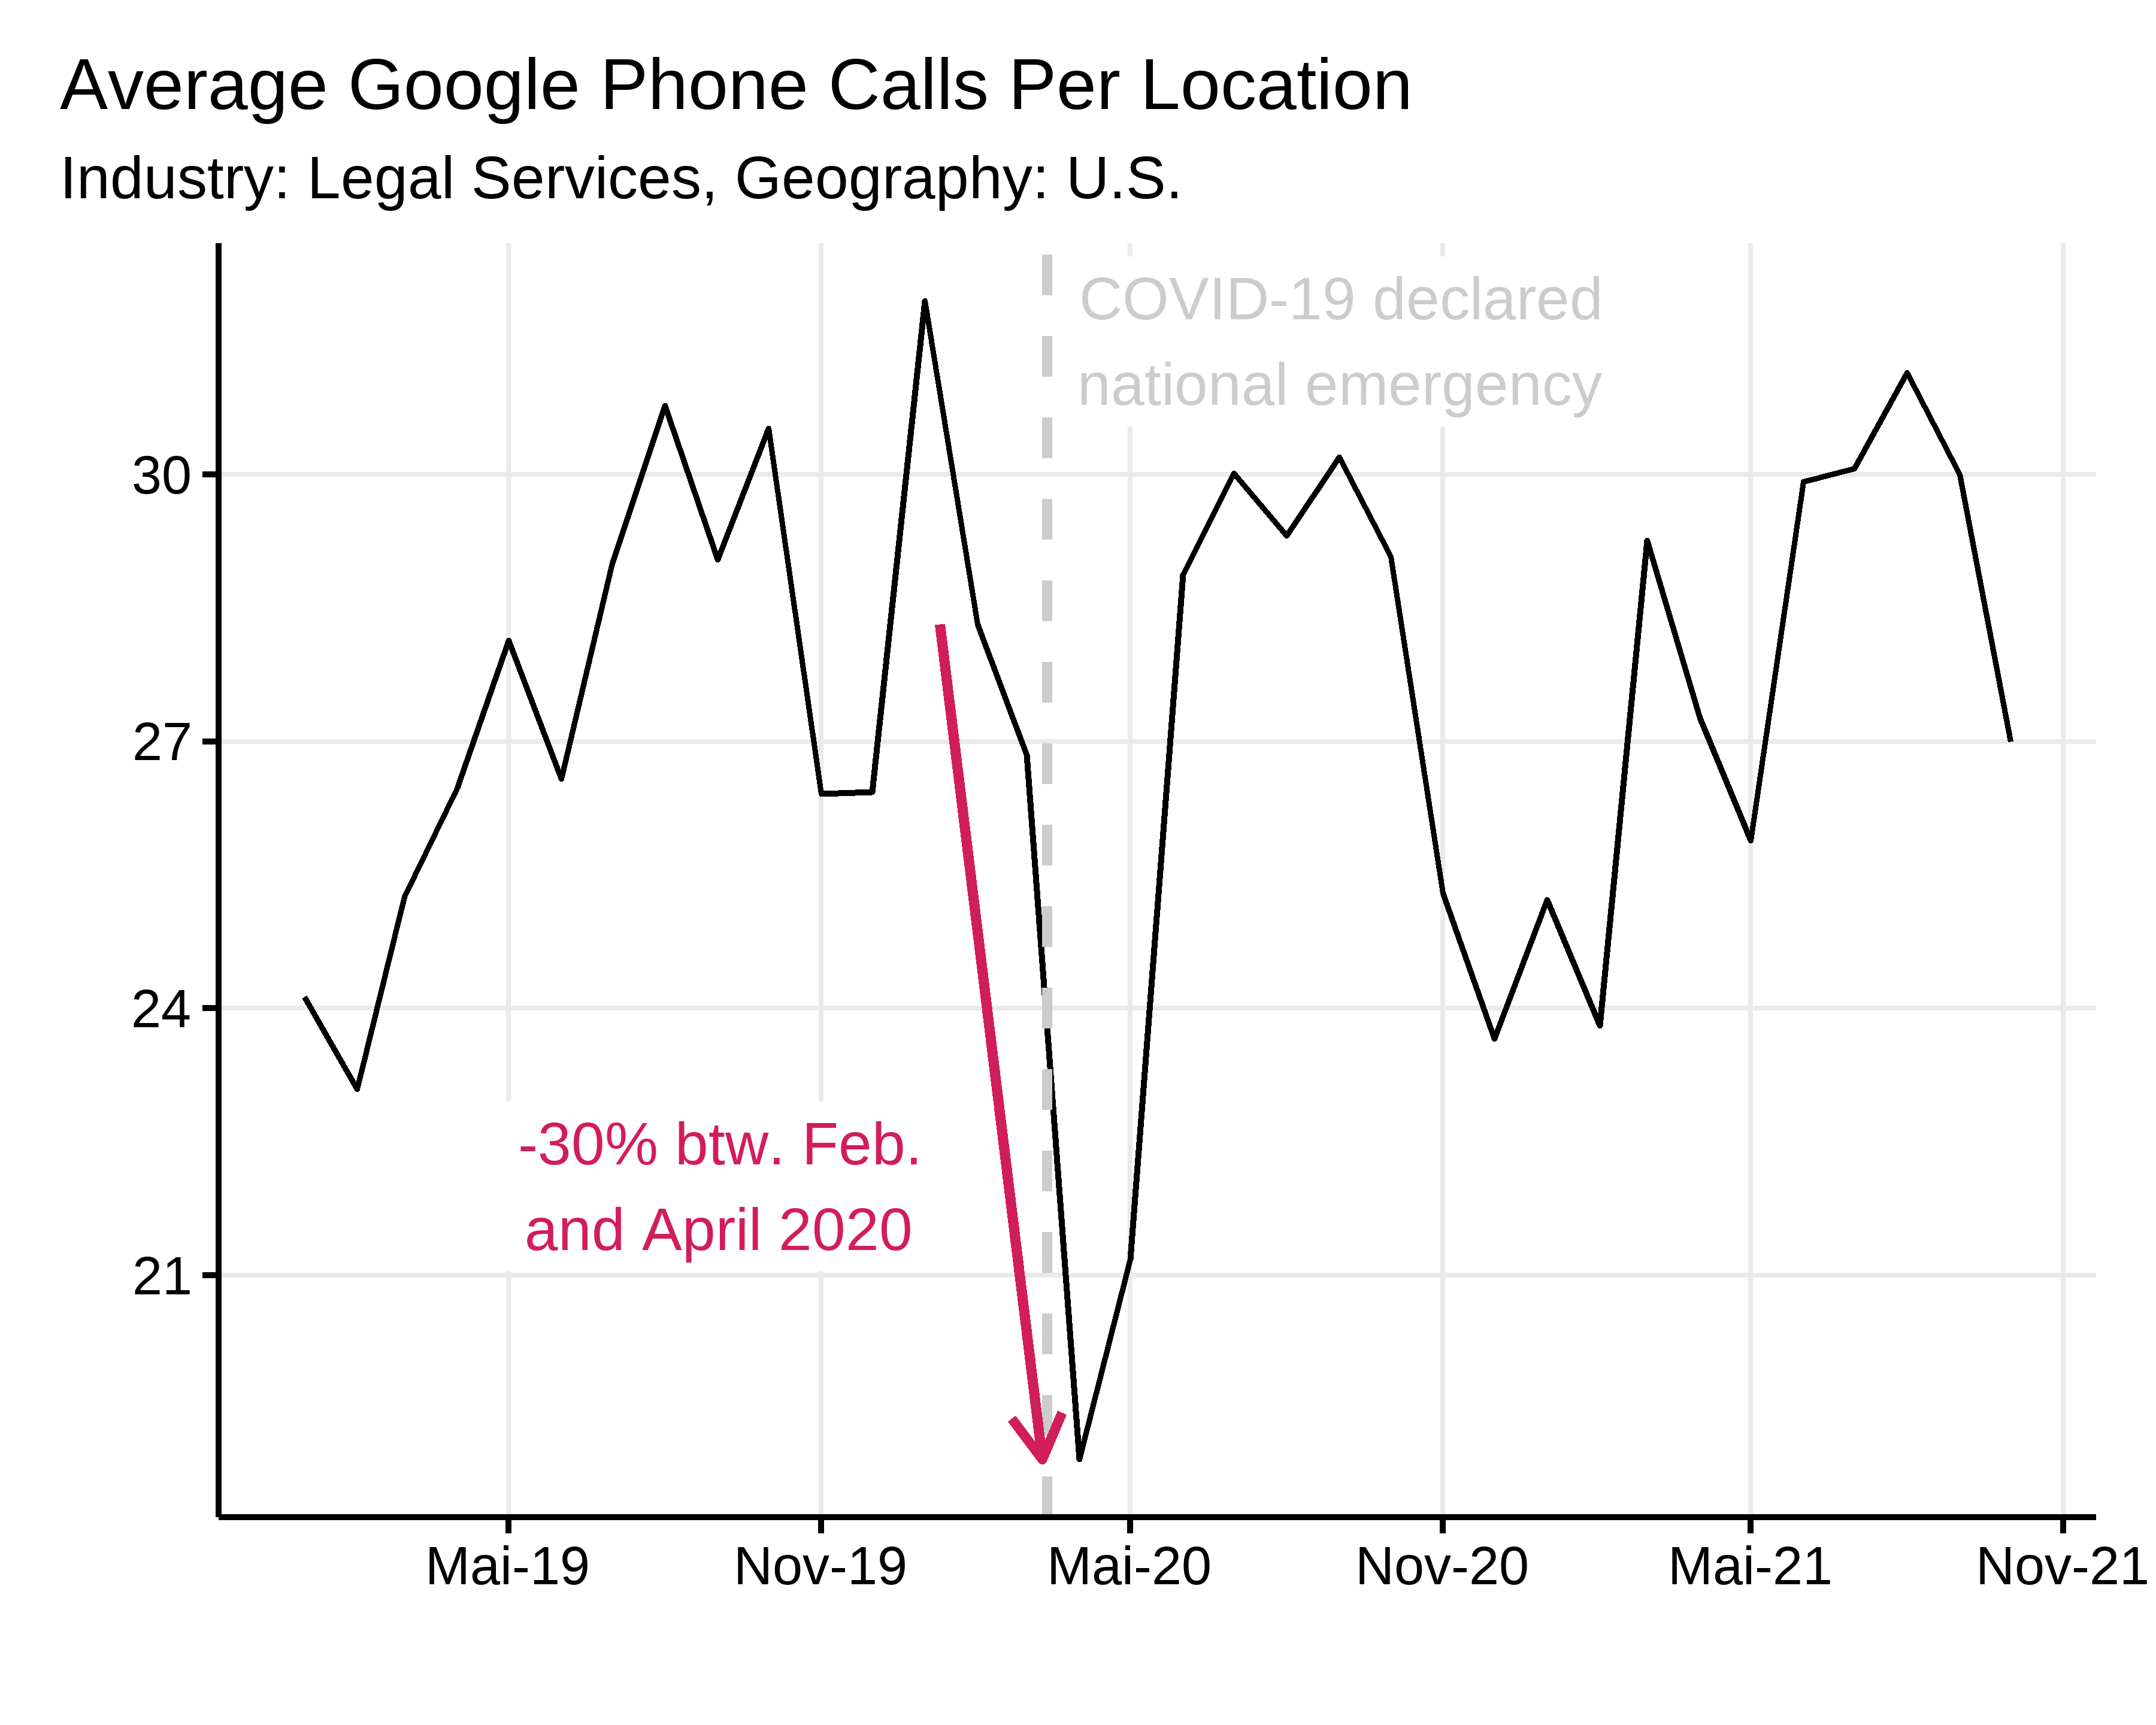 Average Google Phone Calls Per Location
Industry: Legal Services, Geography: U.S.
COVID-19 declared
national emergency
30
27
24
21
-30% btw. Feb.
and April 2020
Mai-19 Nov-19 Mai-20 Nov-20 Mai-21 Nov-21